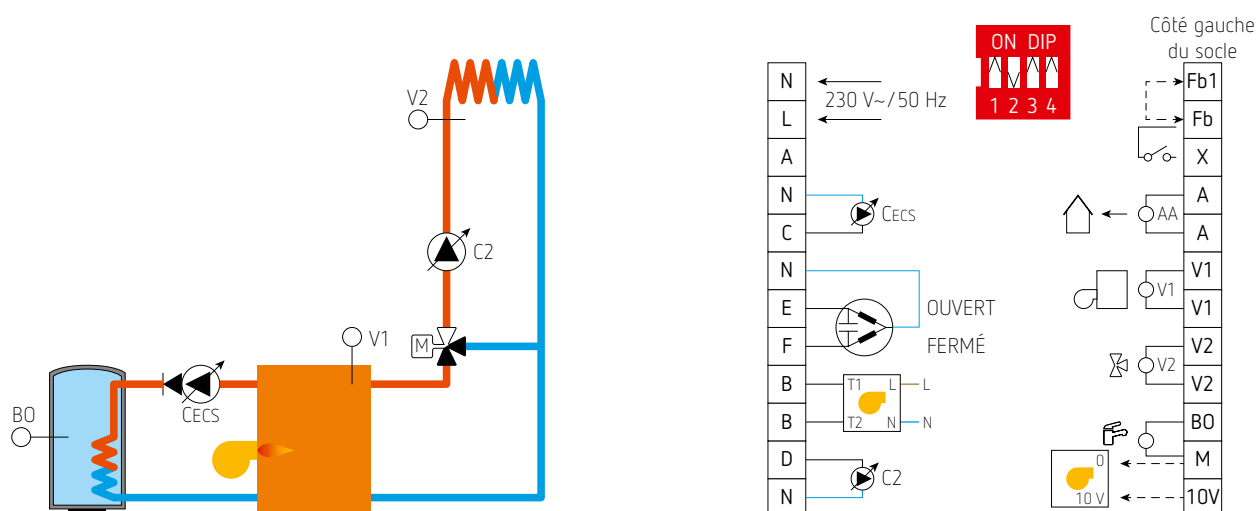 V2
C2
V1
M
CECS
BO
N
L
A
N
C
N
E
F
B
B
D
N
230 V~/50 Hz
CECS
OUVERT
FERMÉ
T1 L L
T2 N N
C2
ON DIP
1 2 3 4
Côté gauche
du socle
Fb1
Fb
X
A
AA
A
V1
V1
V1
V2
V2
V2
BO
M
10V
0
10 V